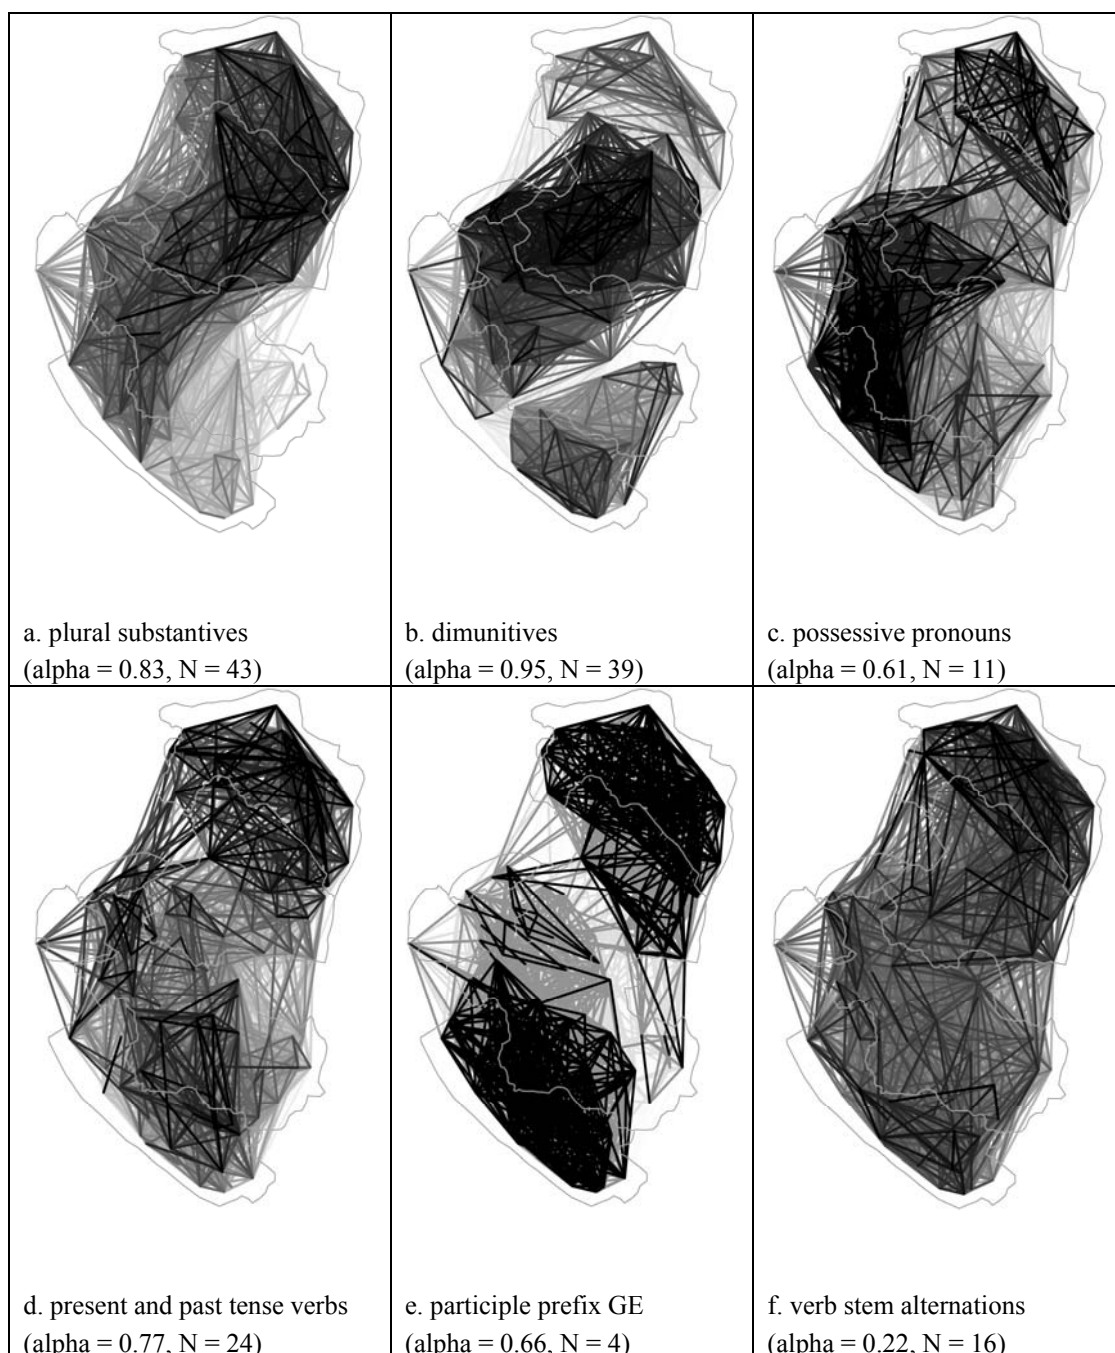 a. plural substantives
(alpha = 0.83, N = 43)
b. dimunitives
(alpha = 0.95, N = 39)
c. possessive pronouns
(alpha = 0.61, N = 11)
d. present and past tense verbs
(alpha = 0.77, N = 24)
e. participle prefix GE
(alpha = 0.66, N = 4)
f. verb stem alternations
(alpha = 0.22, N = 16)